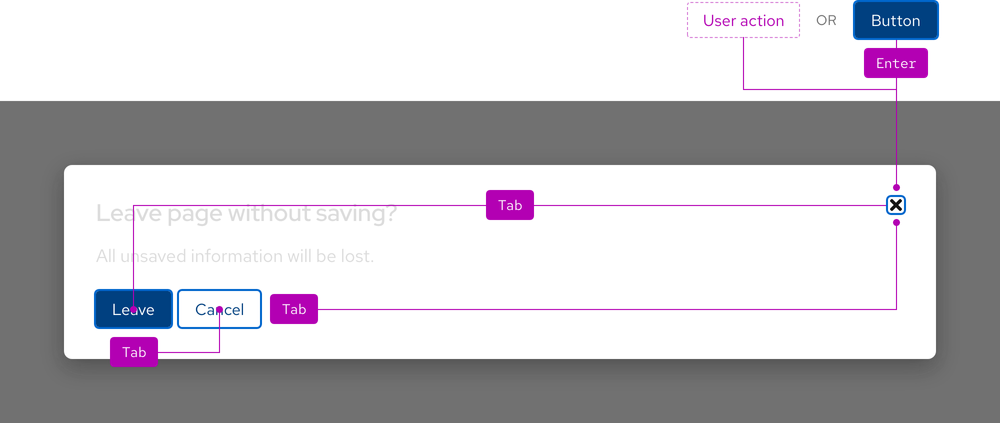 User action OR Button
Enter
Leave page without saving?
Tab
All unsaved information will be lost.
Leave Cancel Tab
Tab